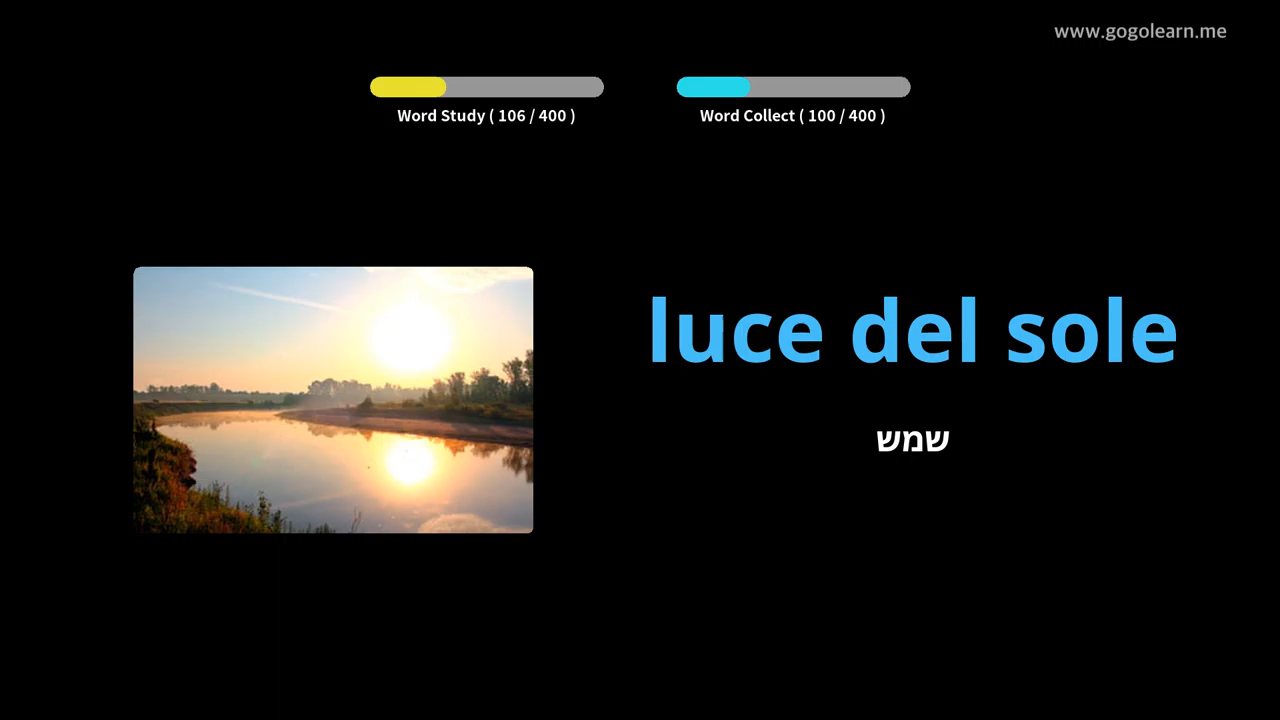 www.gogolearn.me
Word Study ( 106 / 400 )
Word Collect ( 100 / 400 )
luce del sole
שמש